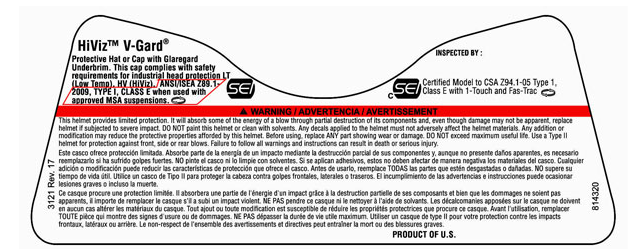 HiViz™ V-Gard®
Protective Hat or Cap with Glaregard
Underbrim. This cap complies with safety
requirements for industrial head protection LT
(Low Temp), HV (HiViz), ANSI/ISEA Z89.1-
2009, TYPE I, CLASS E when used with
approved MSA suspensions.
SEI
INSPECTED BY :
C SEI
Certified Model to CSA Z94.1-05 Type 1,
Class E with 1-Touch and Fas-Trac
WARNING / ADVERTENCIA / AVERTISSEMENT
This helmet provides limited protection. It will absorb some of the energy of a blow through partial destruction of its components and, even though damage may not be apparent, replace
helmet if subjected to severe impact. DO NOT paint this helmet or clean with solvents. Any decals applied to the helmet must not adversely affect the helmet materials. Any addition or
modification may reduce the protective properties afforded by this helmet. Before using, replace ANY part showing wear or damage. DO NOT exceed maximum useful life. Use a Type II
helmet for protection against front, side or rear blows. Failure to follow all warnings and instructions can result in death or serious injury.
Este casco ofrece protección limitada. Absorbe parte de la energía de un impacto mediante la destrucción parcial de sus componentes y, aunque no presente daños aparentes, es necesario
remplazarlo si ha sufrido golpes fuertes. NO pinte el casco ni lo limpie con solventes. Si se aplican adhesivos, estos no deben afectar de manera negativa los materiales del casco. Cualquier
adición o modificación puede reducir las características de protección que ofrece el casco. Antes de usarlo, remplace TODAS las partes que estén desgastadas o dañadas. NO supere su
tiempo de vida útil. Utilice un casco de Tipo II para proteger la cabeza contra golpes frontales, laterales o traseros. El incumplimiento de las advertencias e instrucciones puede ocasionar
lesiones graves o incluso la muerte.
Ce casque procure une protection limitée. Il absorbera une partie de l'énergie d'un impact grâce à la destruction partielle de ses composants et bien que les dommages ne soient pas
apparents, il importe de remplacer le casque s'il a subi un impact violent. NE PAS peindre ce casque ni le nettoyer à l'aide de solvants. Les décalcomanies apposées sur le casque ne doivent
en aucun cas altérer les matériaux du casque. Tout ajout ou toute modification est susceptible de réduire les propriétés protectrices que procure ce casque. Avant l'utilisation, remplacer
TOUTE pièce qui montre des signes d'usure ou de dommages. NE PAS dépasser la durée de vie utile maximum. Utiliser un casque de type II pour votre protection contre les impacts
frontaux, latéraux ou arrière. Le non-respect de l'ensemble des avertissements et directives peut entraîner la mort ou des blessures graves.
PRODUCT OF U.S.
3121 Rev. 17
814320